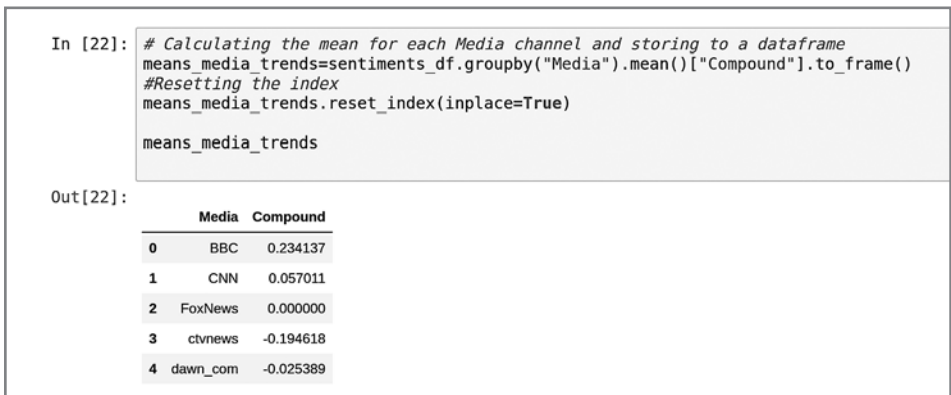 In [22]: # Calculating the mean for each Media channel and storing to a dataframe
means_media_trends=sentiments_df.groupby("Media").mean()["Compound"].to_frame()
#Resetting the index
means_media_trends.reset_index(inplace=True)
means_media_trends
Out[22]:
Media Compound
0 BBC 0.234137
1 CNN 0.057011
2 FoxNews 0.000000
3 ctvnews -0.194618
4 dawn_com -0.025389